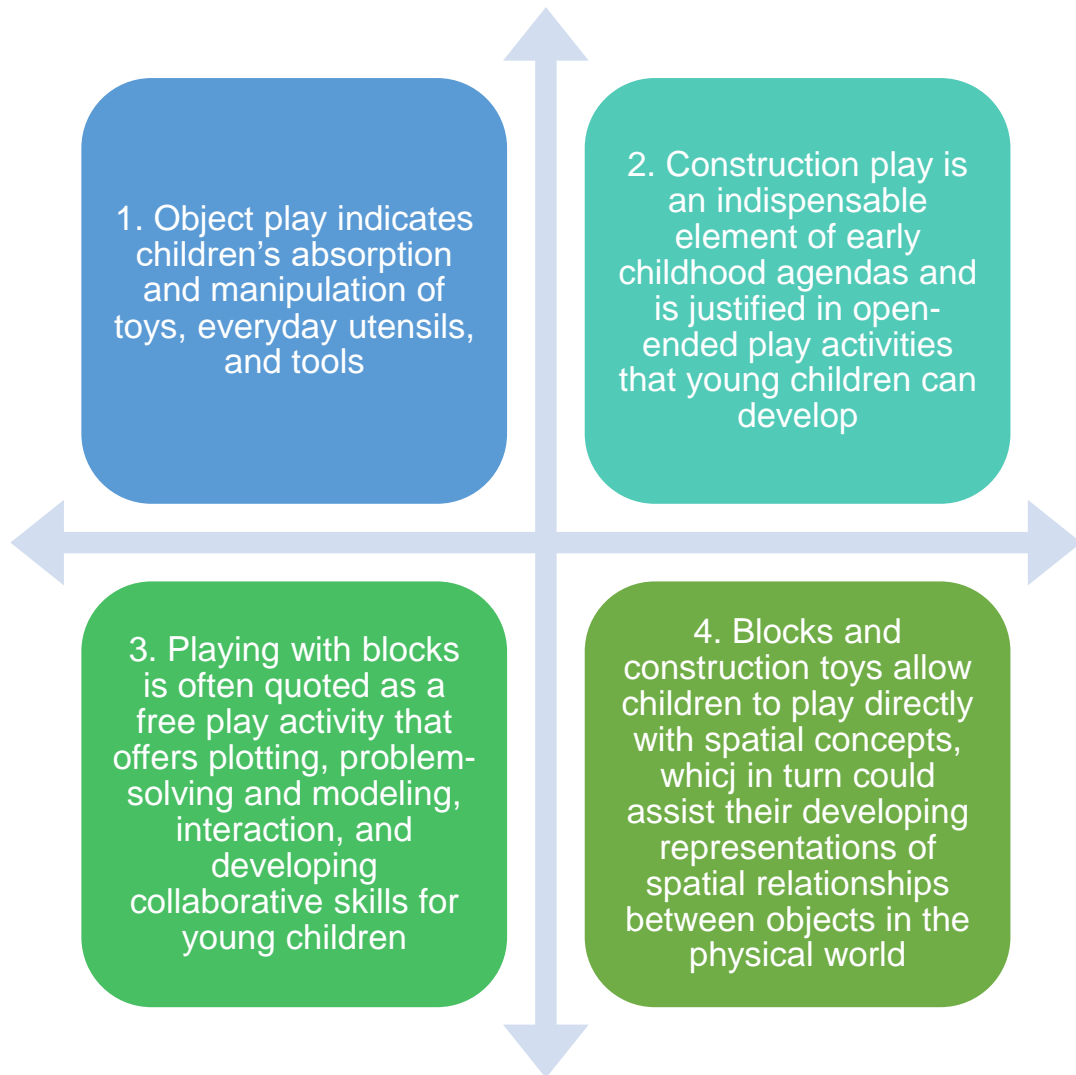 1. Object play indicates
children’s absorption
and manipulation of
toys, everyday utensils,
and tools
2. Construction play is
an indispensable
element of early
childhood agendas and
is justified in open-
ended play activities
that young children can
develop
3. Playing with blocks
is often quoted as a
free play activity that
offers plotting, problem-
solving and modeling,
interaction, and
developing
collaborative skills for
young children
4. Blocks and
construction toys allow
children to play directly
with spatial concepts,
whicj in turn could
assist their developing
representations of
spatial relationships
between objects in the
physical world